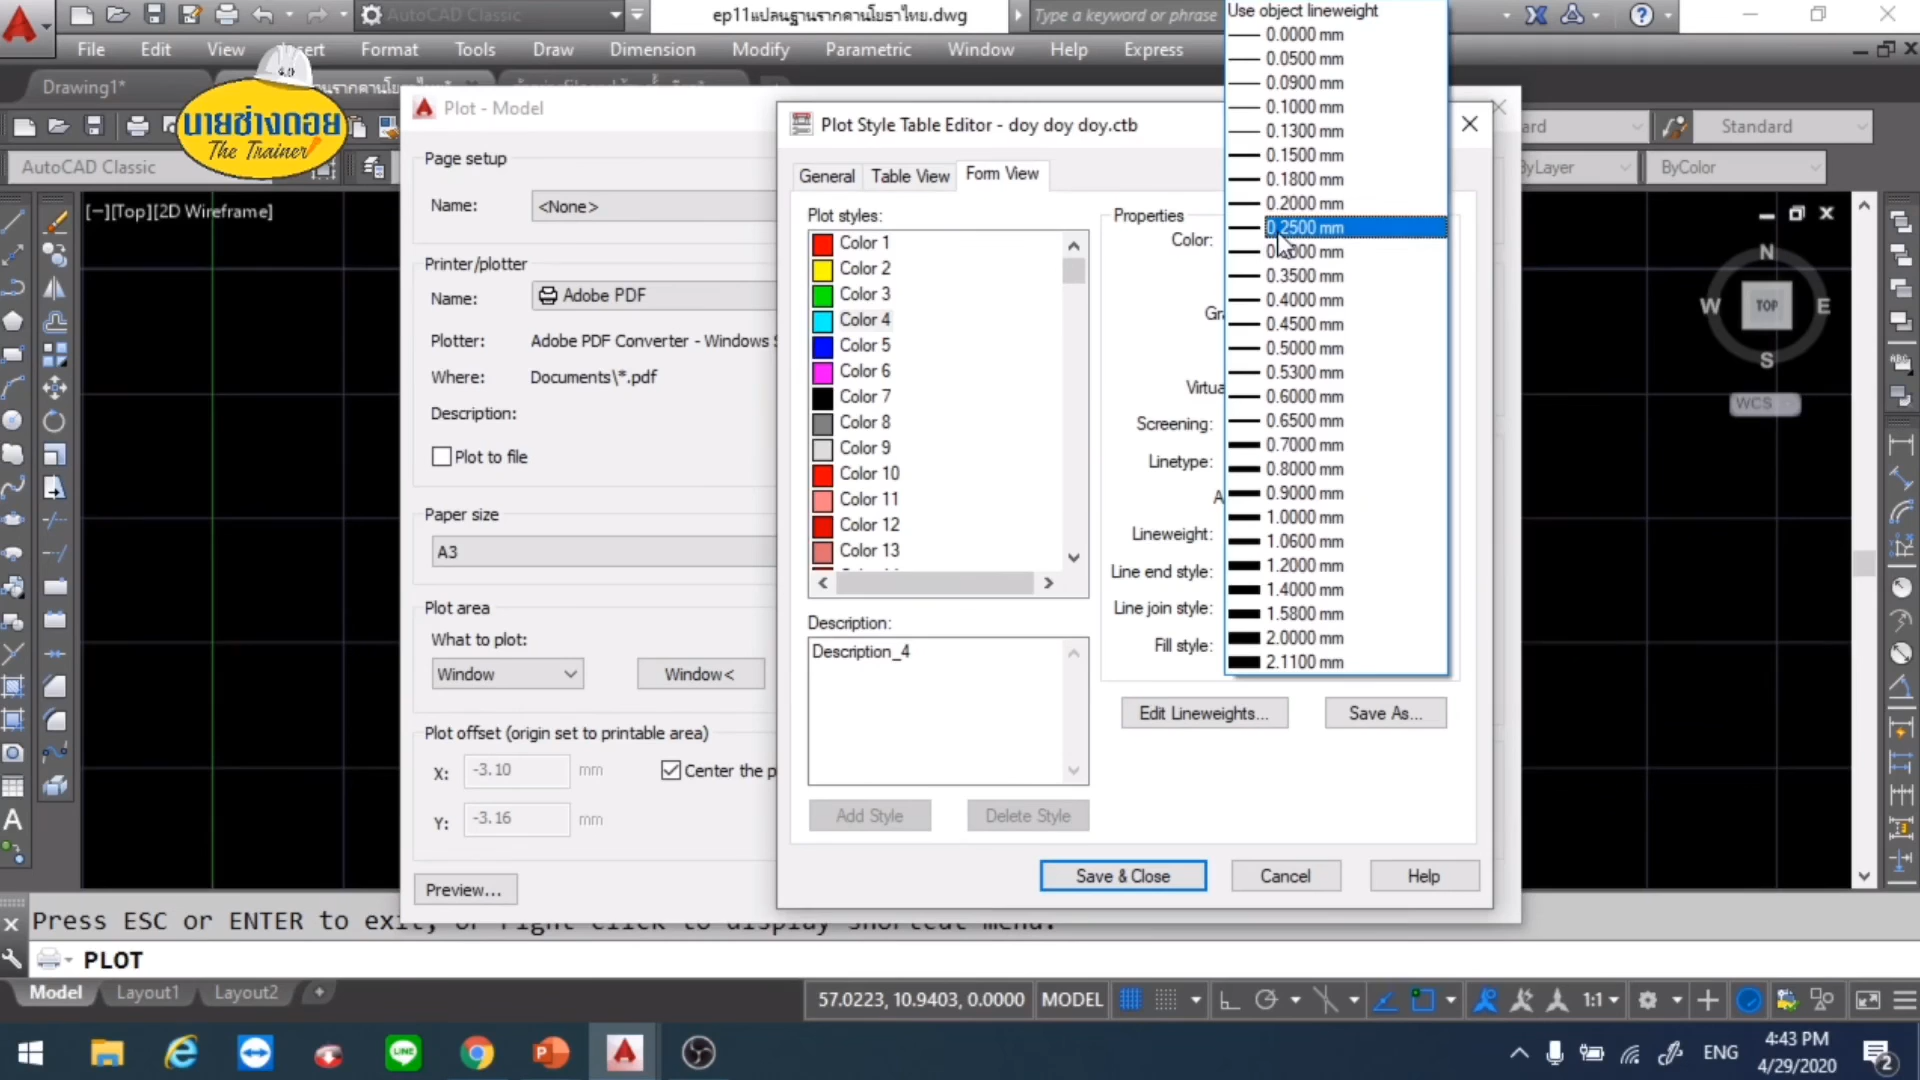 AutoCAD Classic
ep11แปลนฐานรากดานโยธาไทย.dwg
Type a keyword or phrase
File Edit View Insert Format Tools Draw Dimension Modify Parametric Window Help Express
Drawing1*
นายช่างดอย
The Trainer
AutoCAD Classic
Standard
ByLayer
ByColor
[−][Top][2D Wireframe]
N
W TOP E
S
WCS
Plot - Model
Page setup
Name: <None>
Printer/plotter
Name: Adobe PDF
Plotter: Adobe PDF Converter - Windows
Where: Documents\*.pdf
Description:
Plot to file
Paper size
A3
Plot area
What to plot:
Window
Window<
Plot offset (origin set to printable area)
X: -3.10 mm
Center the p
Y: -3.16 mm
Preview...
Plot Style Table Editor - doy doy doy.ctb
General Table View Form View
Plot styles:
Color 1
Color 2
Color 3
Color 4
Color 5
Color 6
Color 7
Color 8
Color 9
Color 10
Color 11
Color 12
Color 13
Description:
Description_4
Add Style
Delete Style
Properties
Color:
Gra
Virtua
Screening:
Linetype:
A
Lineweight:
Line end style:
Line join style:
Fill style:
Use object lineweight
0.0000 mm
0.0500 mm
0.0900 mm
0.1000 mm
0.1300 mm
0.1500 mm
0.1800 mm
0.2000 mm
0.2500 mm
0.3000 mm
0.3500 mm
0.4000 mm
0.4500 mm
0.5000 mm
0.5300 mm
0.6000 mm
0.6500 mm
0.7000 mm
0.8000 mm
0.9000 mm
1.0000 mm
1.0600 mm
1.2000 mm
1.4000 mm
1.5800 mm
2.0000 mm
2.1100 mm
Edit Lineweights...
Save As...
Save & Close
Cancel
Help
Press ESC or ENTER to exit, or right-click to display shortcut menu.
PLOT
Model Layout1 Layout2 +
57.0223, 10.9403, 0.0000 MODEL
1:1
ENG
4:43 PM
4/29/2020
2